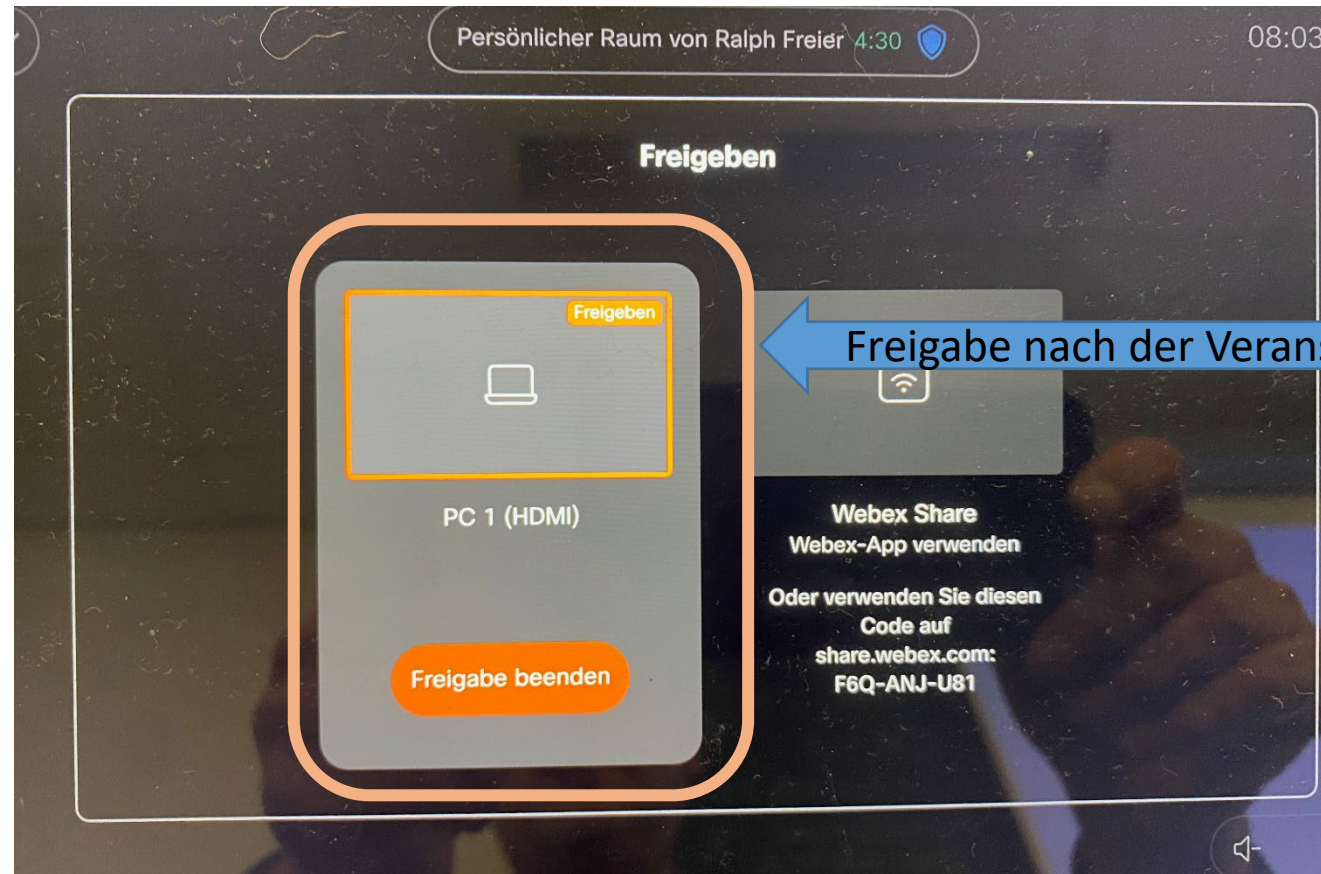 Persönlicher Raum von Ralph Freier 4:30
08:03
Freigeben
Freigeben
Freigabe nach der Verans
PC 1 (HDMI)
Freigabe beenden
Webex Share
Webex-App verwenden
Oder verwenden Sie diesen
Code auf
share.webex.com:
F6Q-ANJ-U81